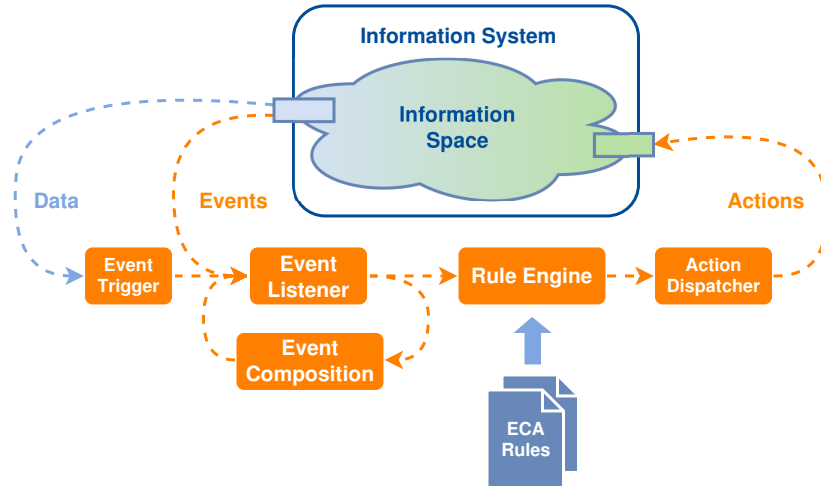 Information System
Information
Space
Data
Events
Actions
Event
Trigger
Event
Listener
Rule Engine
Action
Dispatcher
Event
Composition
ECA
Rules